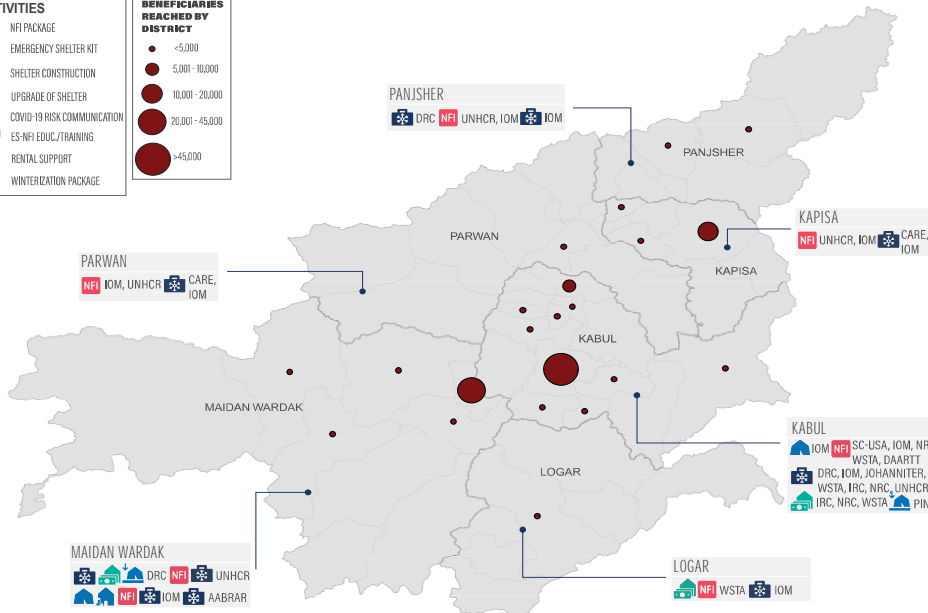 BENEFICIARIES
REACHED BY
DISTRICT
<5,000
5,001 - 10,000
10,001 - 20,000
20,001 - 45,000
>45,000
NFI PACKAGE
EMERGENCY SHELTER KIT
SHELTER CONSTRUCTION
UPGRADE OF SHELTER
COVID-19 RISK COMMUNICATION
ES-NFI EDUC./TRAINING
RENTAL SUPPORT
WINTERIZATION PACKAGE
PANJSHER
DRC NFI UNHCR, IOM IOM
PANJSHER
KAPISA
NFI UNHCR, IOM CARE,
IOM
PARWAN
KAPISA
PARWAN
NFI IOM, UNHCR CARE,
IOM
KABUL
MAIDAN WARDAK
KABUL
IOM NFI SC-USA, IOM,
WSTA, DAARTT
DRC, IOM, JOHANNITER,
WSTA, IRC, NRC, UNHCR
IRC, NRC, WSTA
LOGAR
MAIDAN WARDAK
DRC NFI UNHCR
NFI IOM AABRAR
LOGAR
NFI WSTA IOM